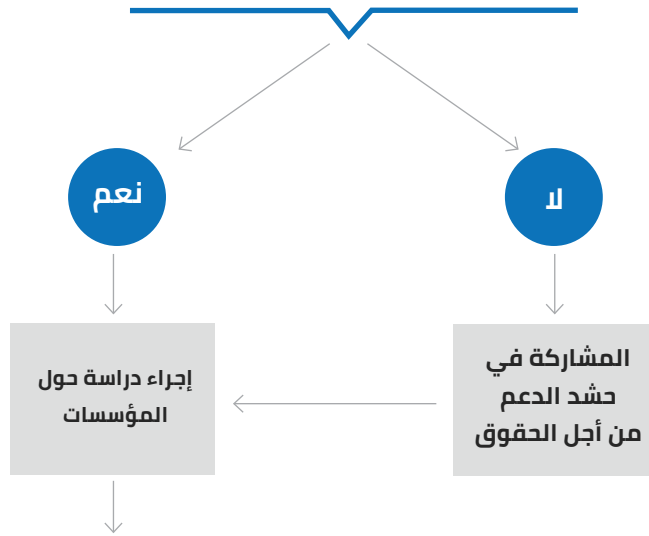 لا
نعم
المشاركة في
حشد الدعم
من أجل الحقوق
إجراء دراسة حول
المؤسسات